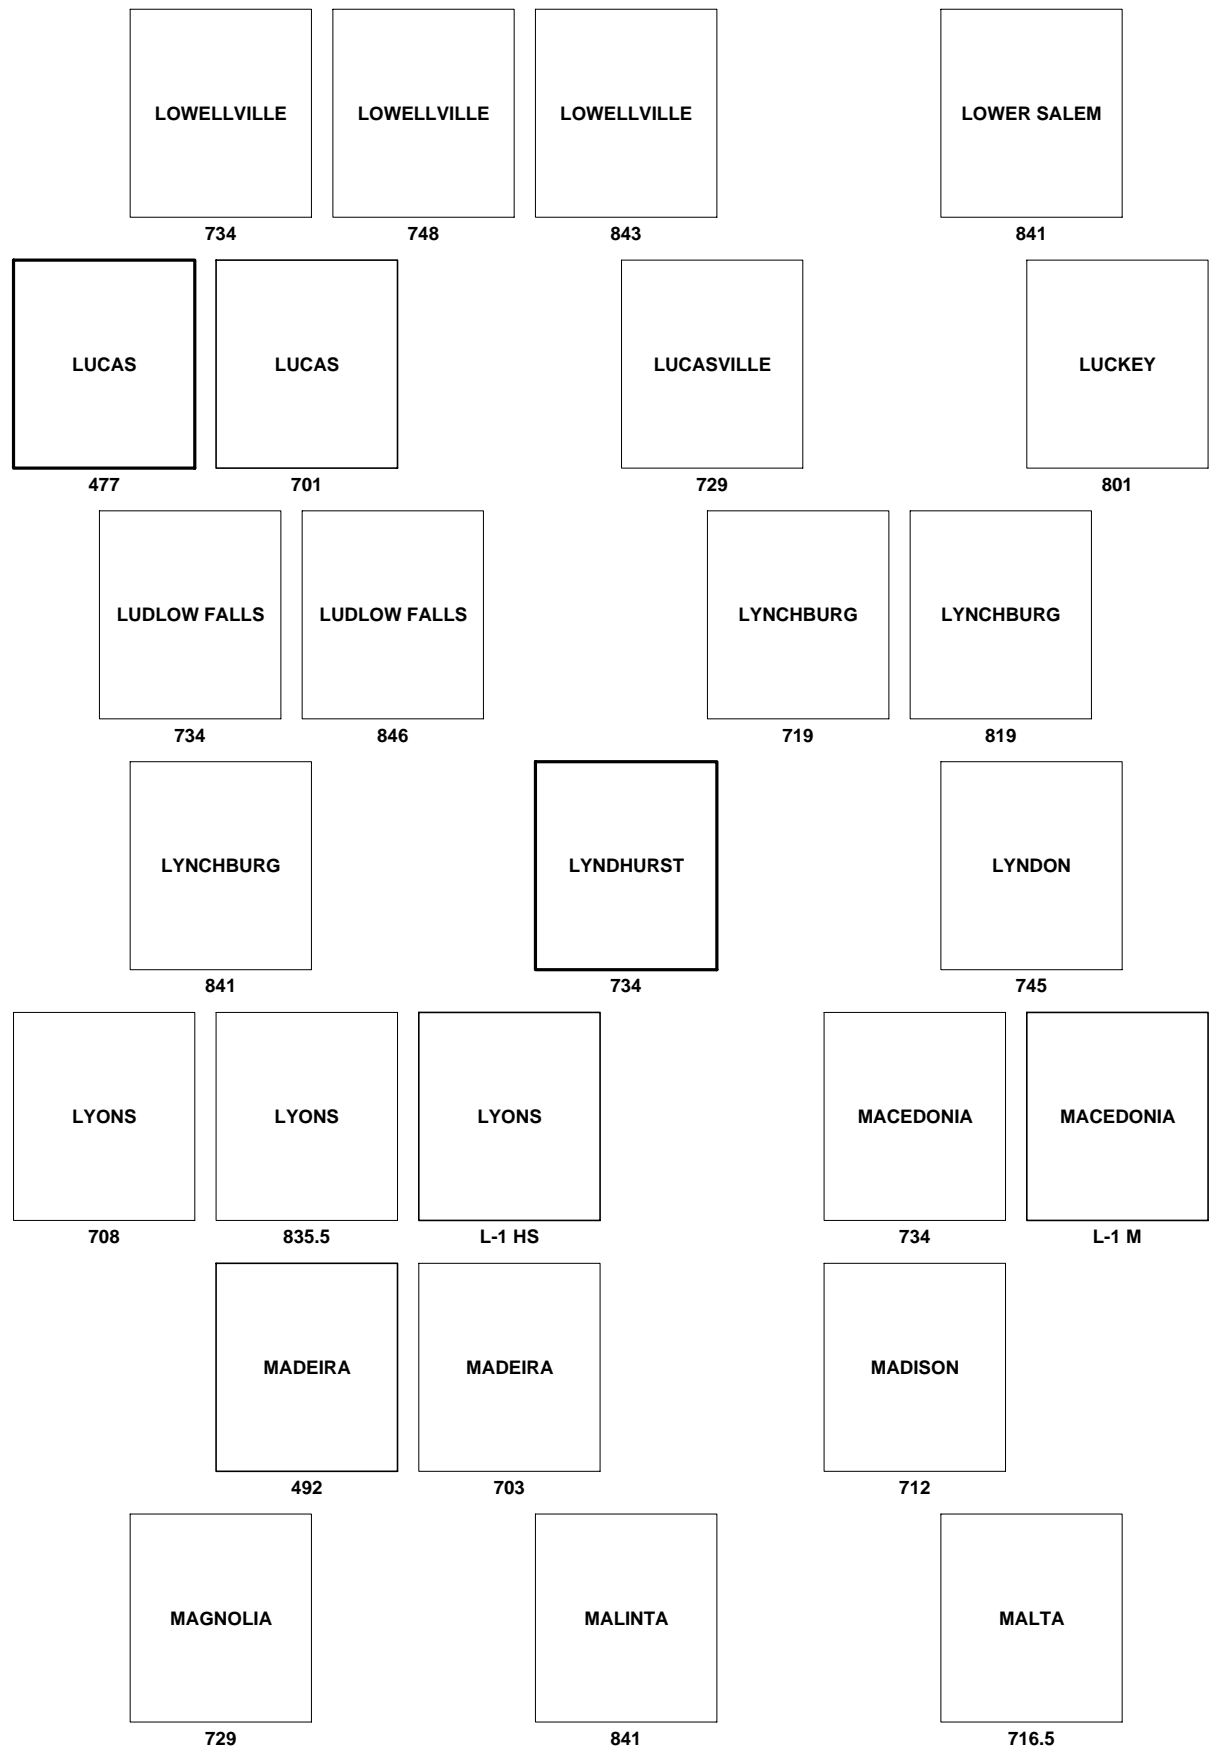 LOWELLVILLE LOWELLVILLE LOWELLVILLE LOWER SALEM
734 748 843 841
LUCAS LUCAS LUCASVILLE LUCKEY
477 701 729 801
LUDLOW FALLS LUDLOW FALLS LYNCHBURG LYNCHBURG
734 846 719 819
LYNCHBURG LYNDHURST LYNDON
841 734 745
LYONS LYONS LYONS MACEDONIA MACEDONIA
708 835.5 L-1 HS 734 L-1 M
MADEIRA MADEIRA MADISON
492 703 712
MAGNOLIA MALINTA MALTA
729 841 716.5